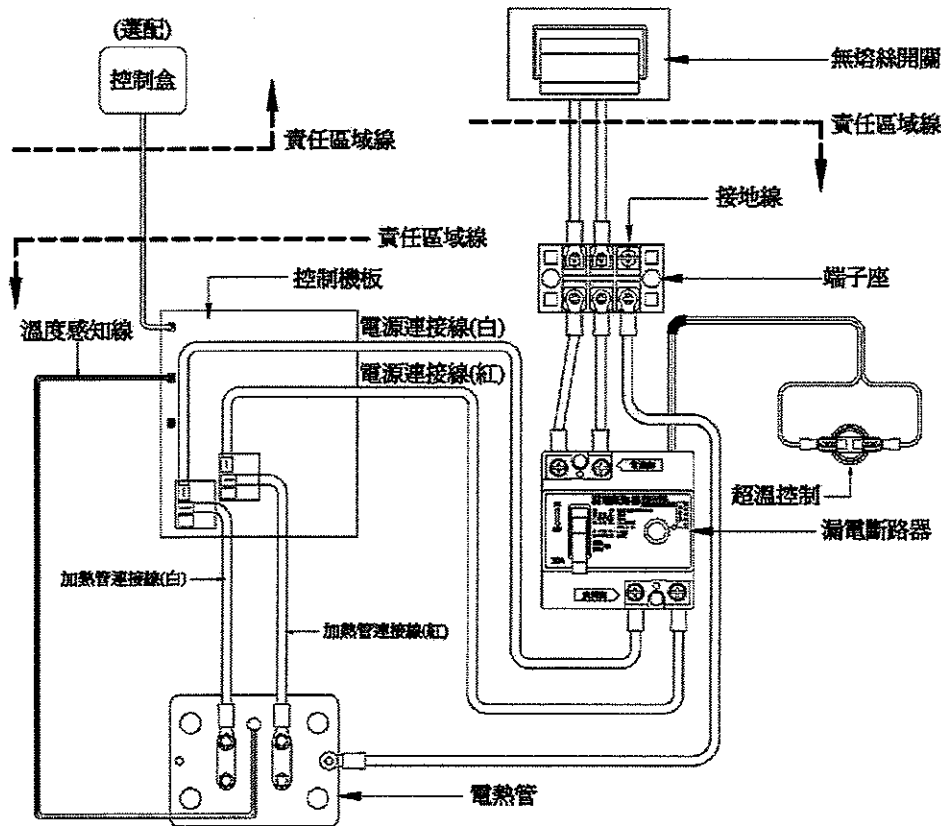 (選配)
控制盒
無熔絲開關
責任區域線
責任區域線
接地線
責任區域線
端子座
控制機板
溫度感知線
電源連接線(白)
電源連接線(紅)
超溫控制
漏電斷路器
加熱管連接線(白)
加熱管連接線(紅)
電熱管